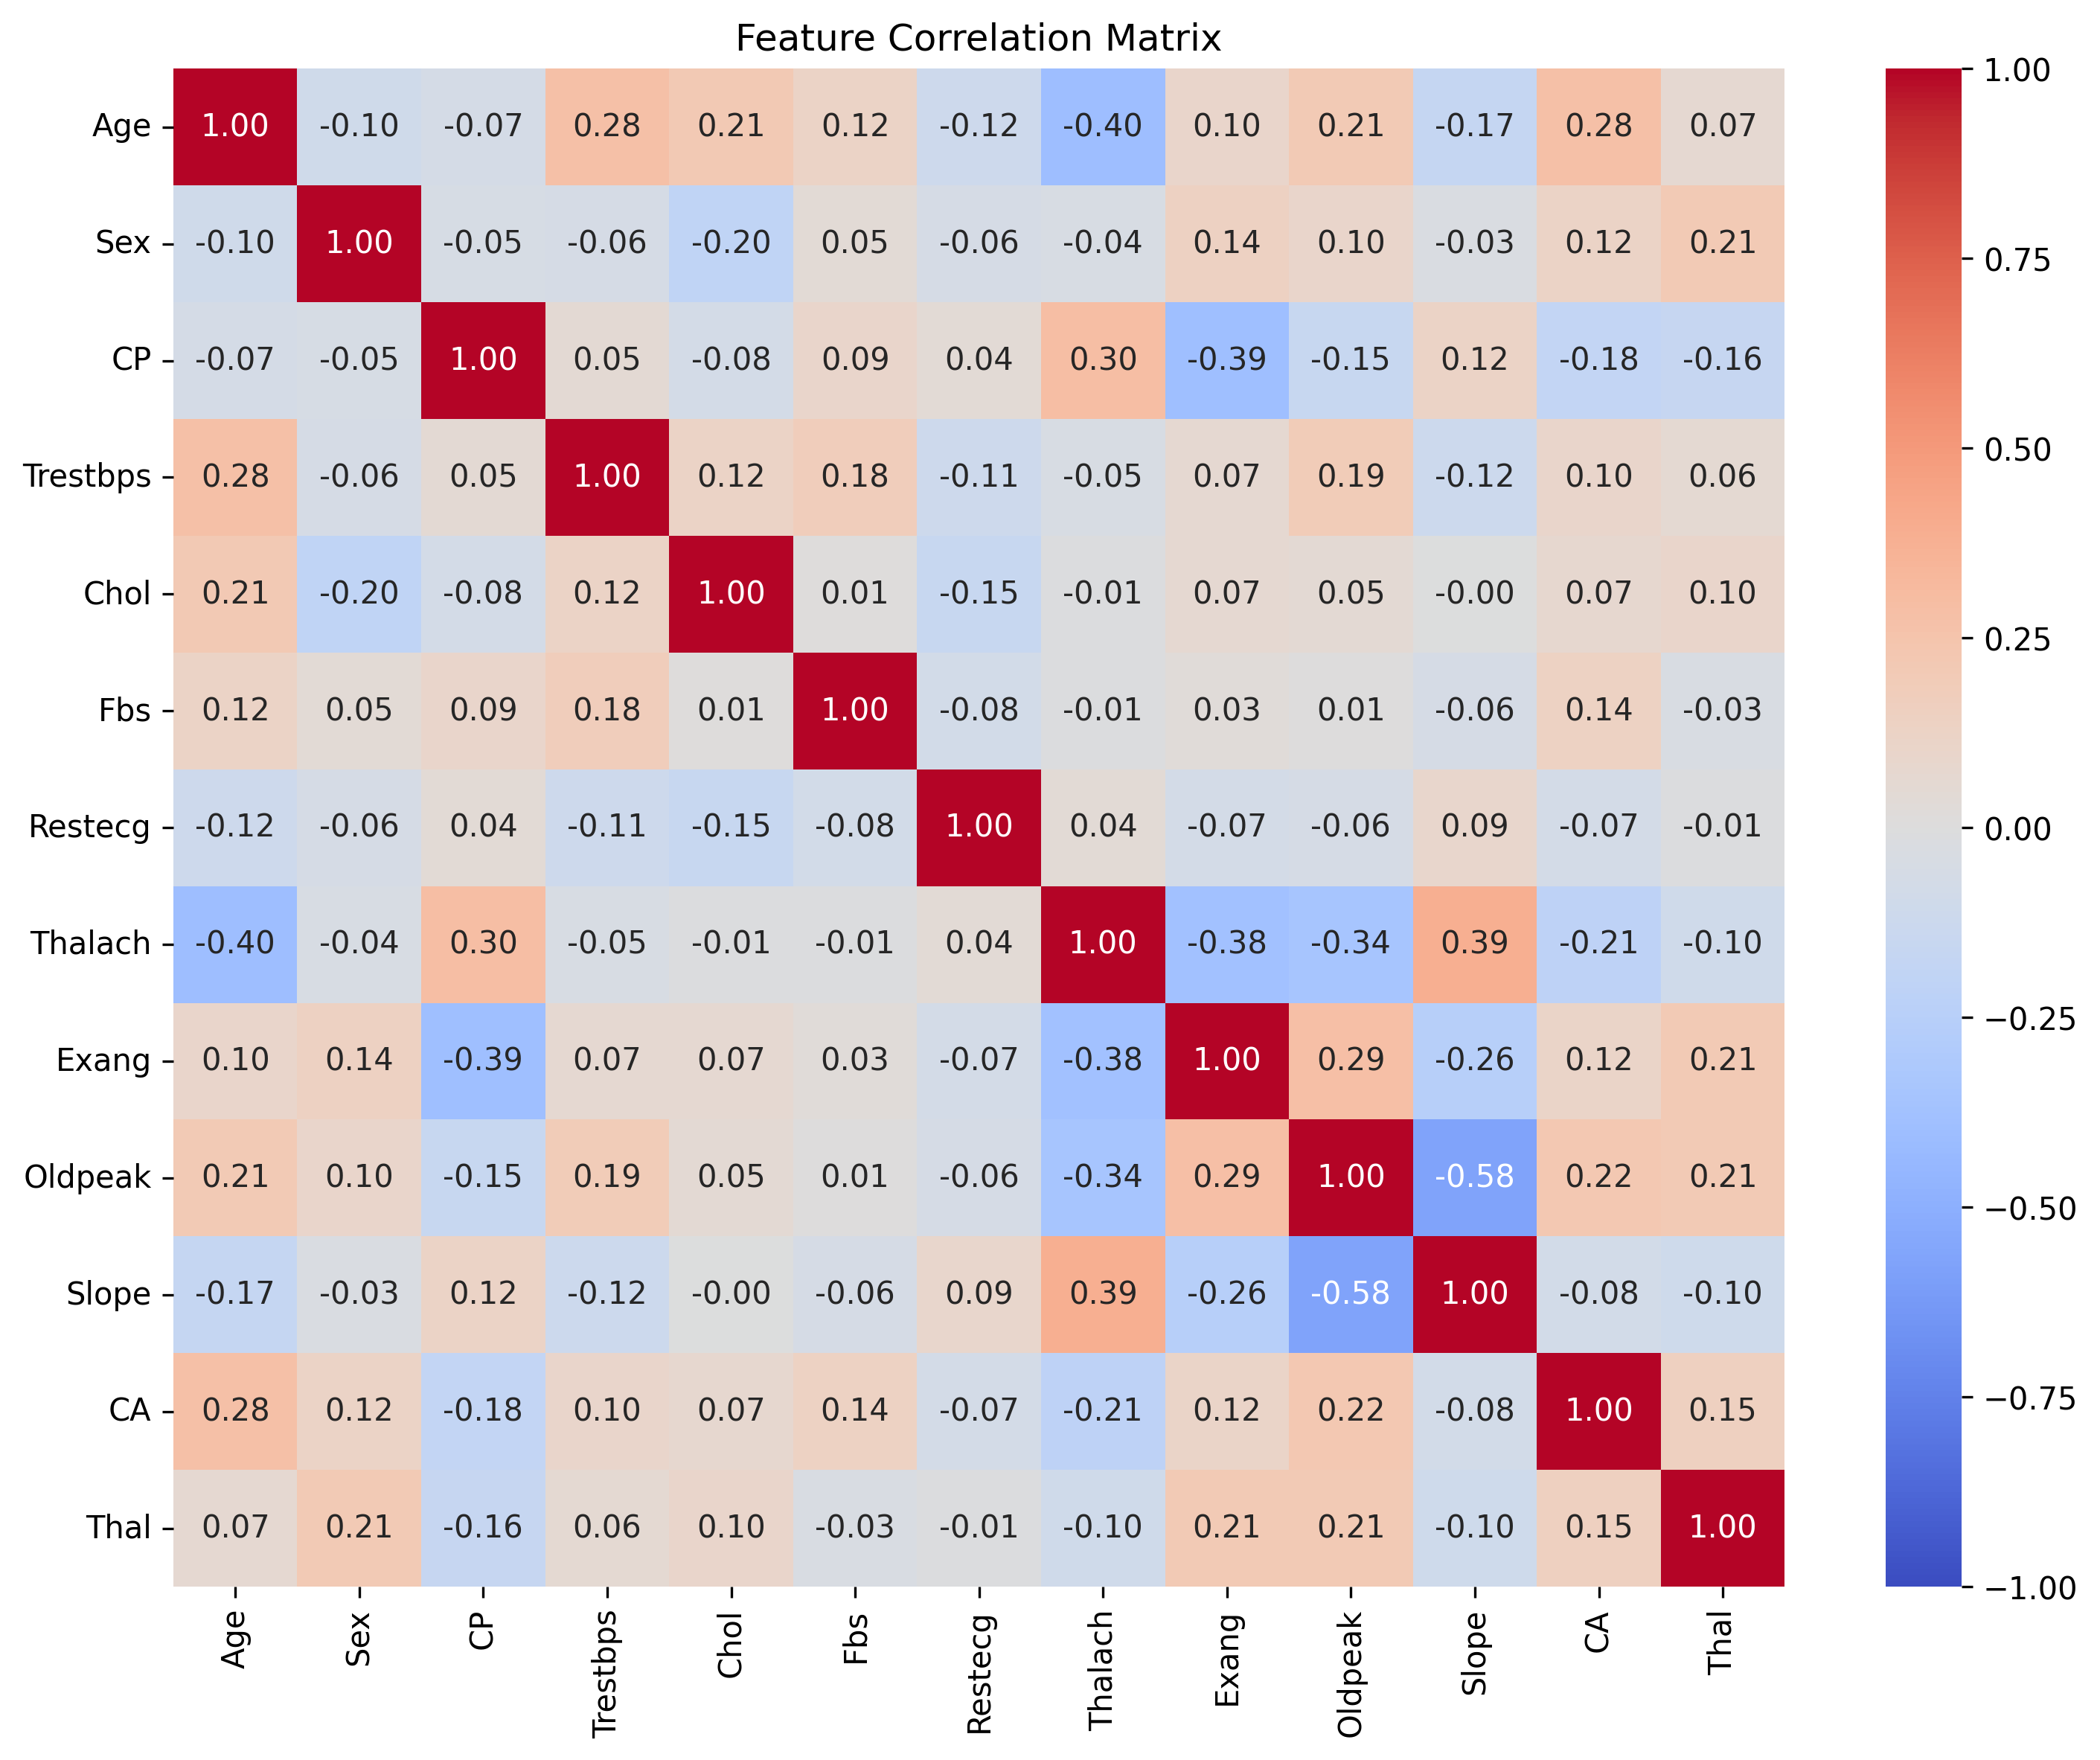 Feature Correlation Matrix
Age 1.00 -0.10 -0.07 0.28 0.21 0.12 -0.12 -0.40 0.10 0.21 -0.17 0.28 0.07
Sex -0.10 1.00 -0.05 -0.06 -0.20 0.05 -0.06 -0.04 0.14 0.10 -0.03 0.12 0.21
CP -0.07 -0.05 1.00 0.05 -0.08 0.09 0.04 0.30 -0.39 -0.15 0.12 -0.18 -0.16
Trestbps 0.28 -0.06 0.05 1.00 0.12 0.18 -0.11 -0.05 0.07 0.19 -0.12 0.10 0.06
Chol 0.21 -0.20 -0.08 0.12 1.00 0.01 -0.15 -0.01 0.07 0.05 -0.00 0.07 0.10
Fbs 0.12 0.05 0.09 0.18 0.01 1.00 -0.08 -0.01 0.03 0.01 -0.06 0.14 -0.03
Restecg -0.12 -0.06 0.04 -0.11 -0.15 -0.08 1.00 0.04 -0.07 -0.06 0.09 -0.07 -0.01
Thalach -0.40 -0.04 0.30 -0.05 -0.01 -0.01 0.04 1.00 -0.38 -0.34 0.39 -0.21 -0.10
Exang 0.10 0.14 -0.39 0.07 0.07 0.03 -0.07 -0.38 1.00 0.29 -0.26 0.12 0.21
Oldpeak 0.21 0.10 -0.15 0.19 0.05 0.01 -0.06 -0.34 0.29 1.00 -0.58 0.22 0.21
Slope -0.17 -0.03 0.12 -0.12 -0.00 -0.06 0.09 0.39 -0.26 -0.58 1.00 -0.08 -0.10
CA 0.28 0.12 -0.18 0.10 0.07 0.14 -0.07 -0.21 0.12 0.22 -0.08 1.00 0.15
Thal 0.07 0.21 -0.16 0.06 0.10 -0.03 -0.01 -0.10 0.21 0.21 -0.10 0.15 1.00
Age Sex CP Trestbps Chol Fbs Restecg Thalach Exang Oldpeak Slope CA Thal
1.00
0.75
0.50
0.25
0.00
−0.25
−0.50
−0.75
−1.00